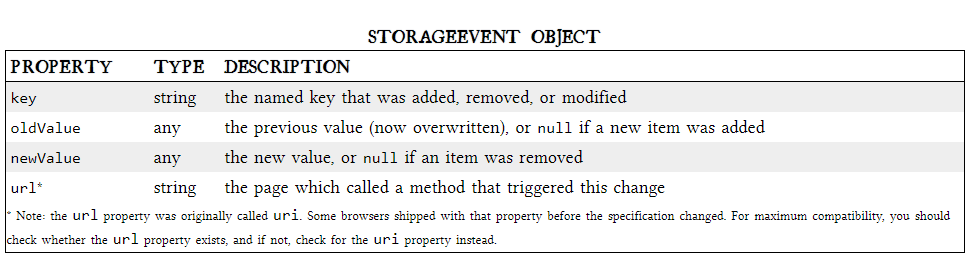 STORAGEEVENT OBJECT
PROPERTY TYPE DESCRIPTION
key string the named key that was added, removed, or modified
oldValue any the previous value (now overwritten), or null if a new item was added
newValue any the new value, or null if an item was removed
url* string the page which called a method that triggered this change
* Note: the url property was originally called uri. Some browsers shipped with that property before the specification changed. For maximum compatibility, you should
check whether the url property exists, and if not, check for the uri property instead.